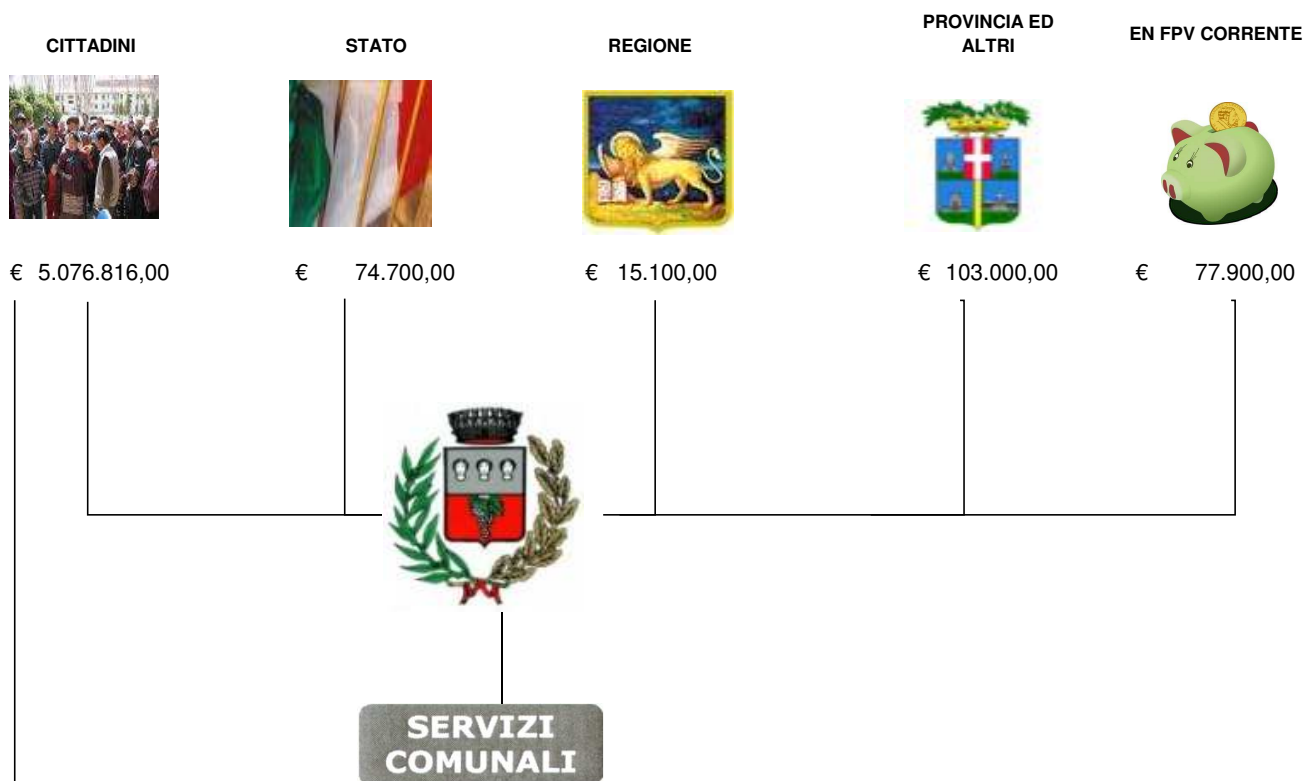 CITTADINI
STATO
REGIONE
PROVINCIA ED
ALTRI
EN FPV CORRENTE
€ 5.076.816,00
€ 74.700,00
€ 15.100,00
€ 103.000,00
€ 77.900,00
SERVIZI
COMUNALI